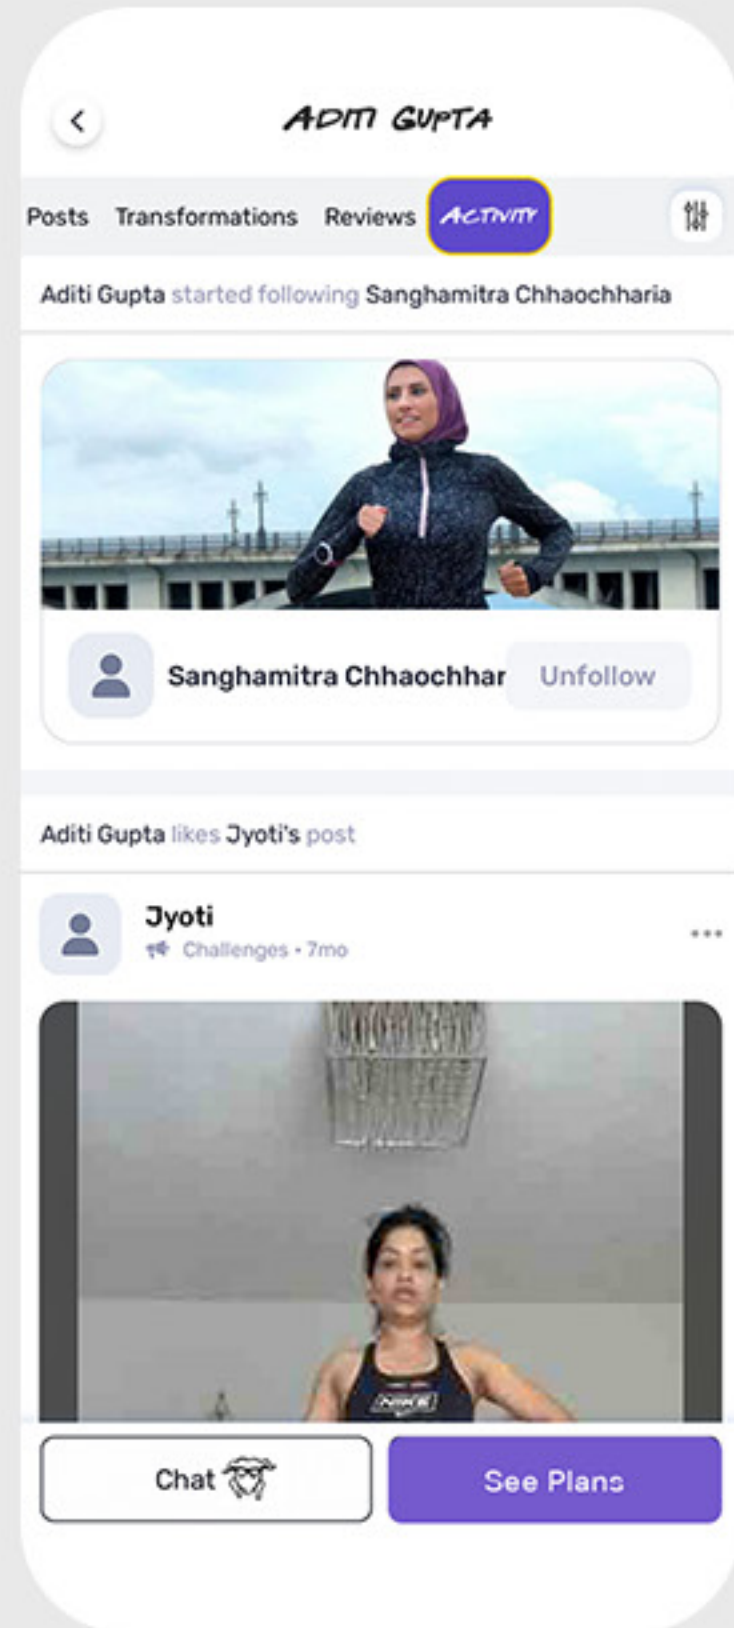 ADITI GUPTA
Posts Transformations Reviews ACTIVITY
Aditi Gupta started following Sanghamitra Chhaochharia
Sanghamitra Chhaochhar Unfollow
Aditi Gupta likes Jyoti's post
Jyoti
Challenges • 7mo
NIKE
Chat See Plans